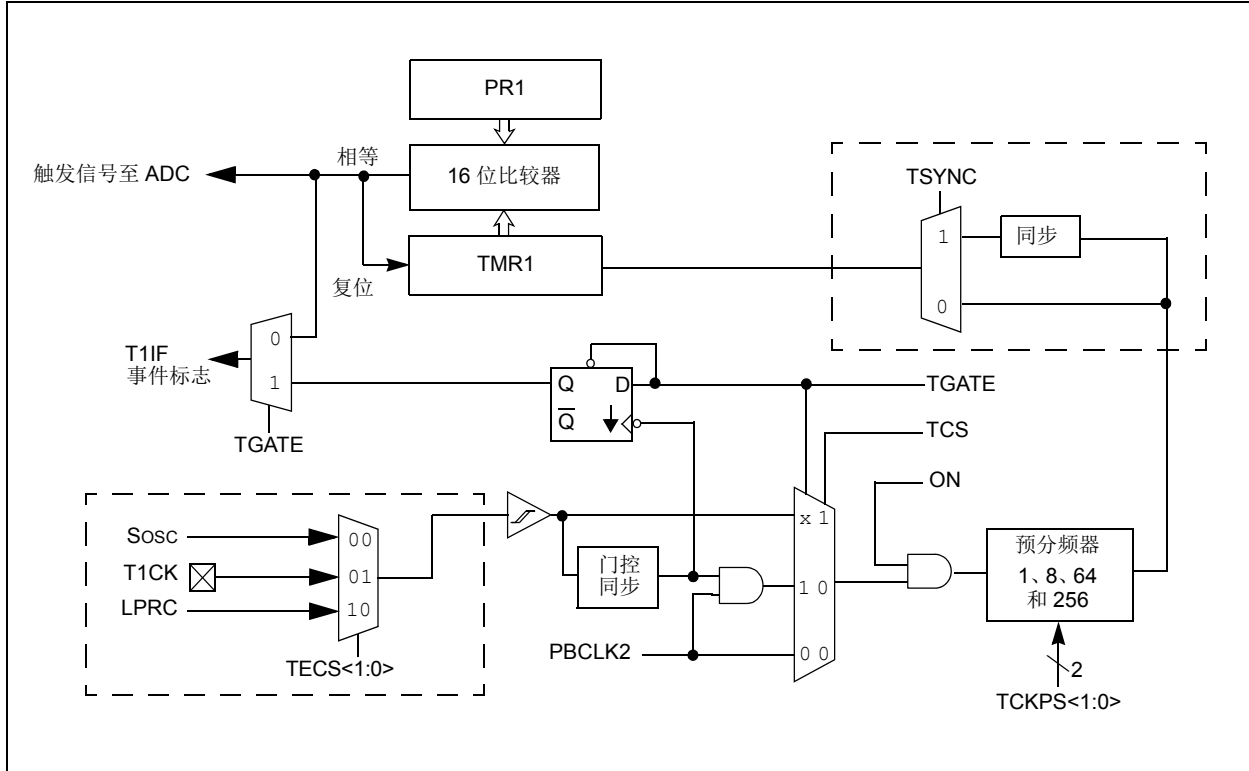 PR1
相等
16 位比较器
触发信号至 ADC
TSYNC
1
同步
TMR1
复位
0
0
T1IF
事件标志
1
Q
D
TGATE
Q
TGATE
TCS
ON
x 1
Sosc
00
预分频器
门控
同步
T1CK
01
1、8、64
和 256
1 0
LPRC
10
PBCLK2
0 0
TECS<1:0>
2
TCKPS<1:0>